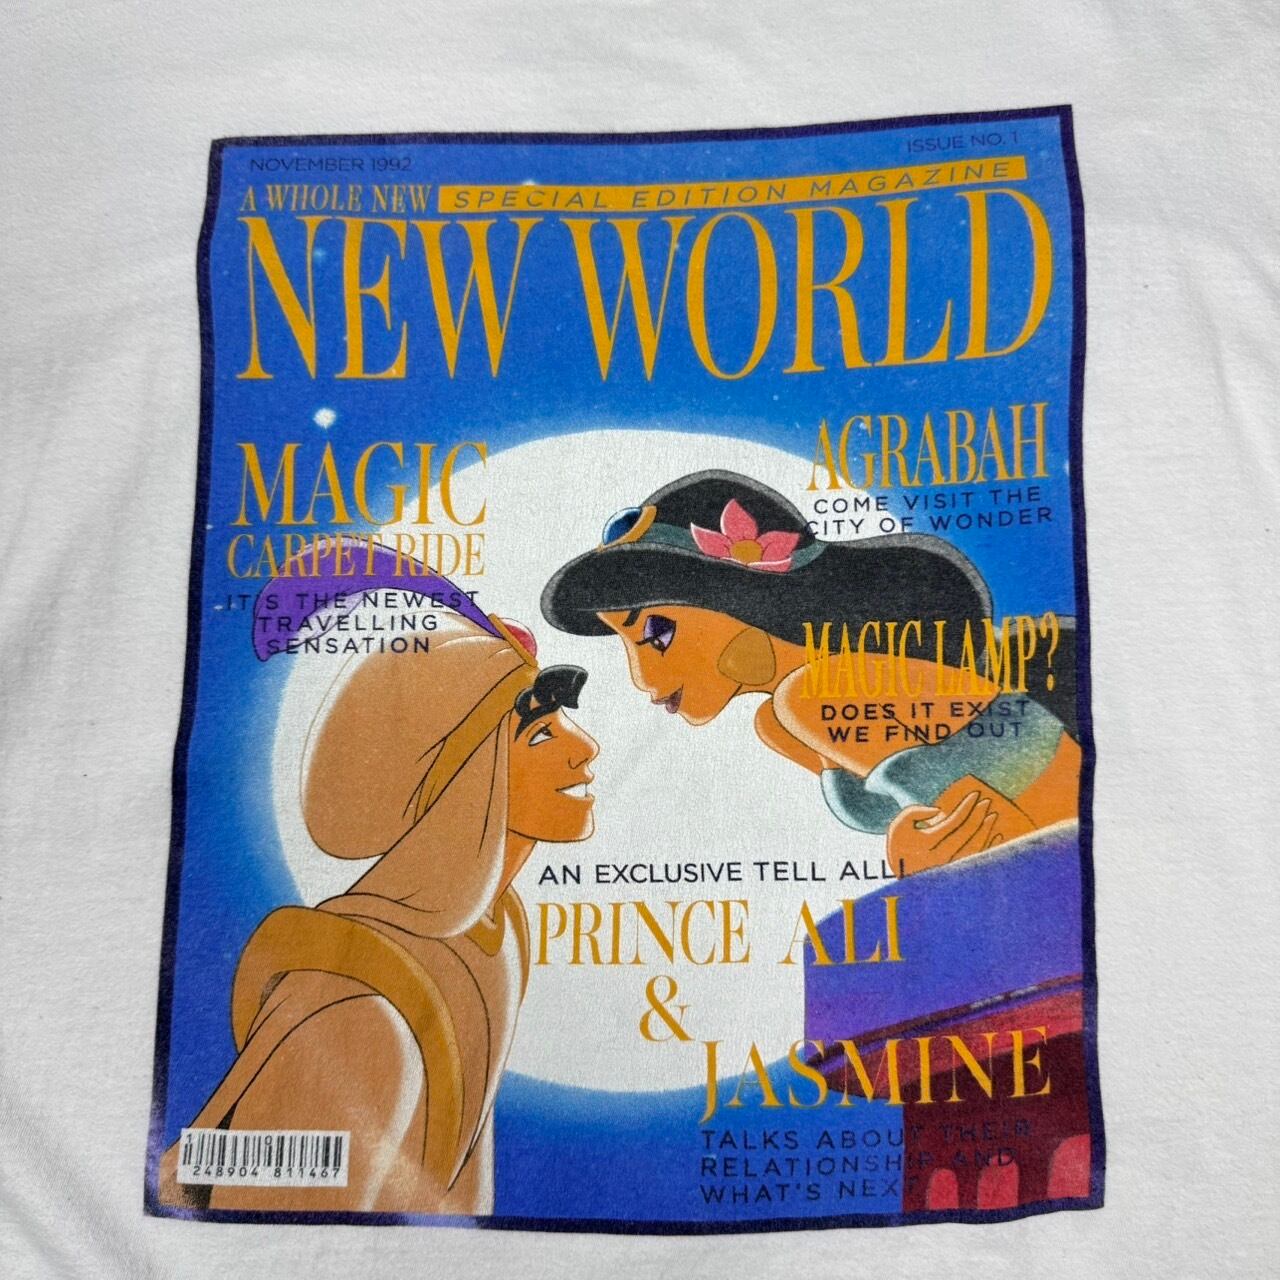 NOVEMBER 1992
ISSUE NO. 1
A WHOLE NEW
SPECIAL EDITION MAGAZINE
NEW WORLD
MAGIC
CARPET RIDE
IT'S THE NEWEST
TRAVELLING
SENSATION
AGRABAH
COME VISIT THE
CITY OF WONDER
MAGIC LAMP?
DOES IT EXIST
WE FIND OUT
AN EXCLUSIVE TELL ALL!
PRINCE ALI
&
JASMINE
TALKS ABOUT THEIR
RELATIONSHIP AND
WHAT'S NEXT
248904 811467